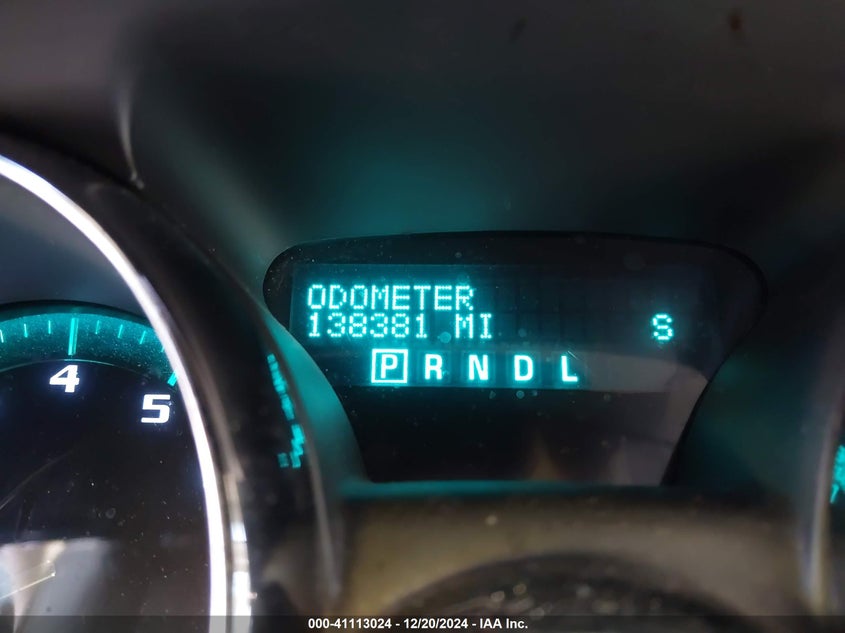 ODOMETER
138381 MI S
P R N D L
4
5
000-41113024 - 12/20/2024 - IAA Inc.